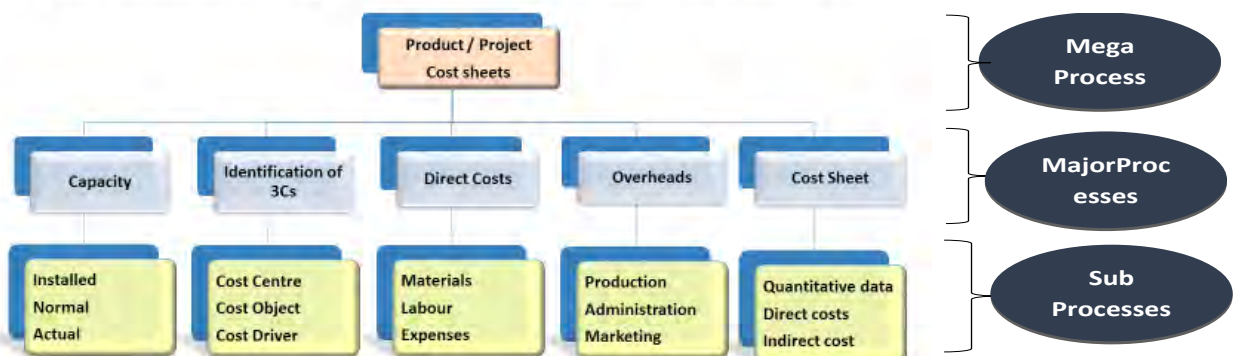 Product / Project
Cost sheets
Mega
Process
Capacity
Identification of
3Cs
Direct Costs
Overheads
Cost Sheet
MajorProc
esses
Installed
Normal
Actual
Cost Centre
Cost Object
Cost Driver
Materials
Labour
Expenses
Production
Administration
Marketing
Quantitative data
Direct costs
Indirect cost
Sub
Processes